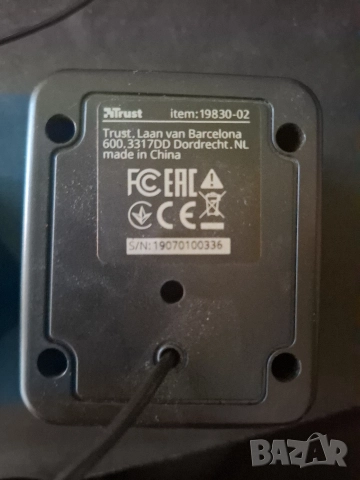 Trust item:19830-02
Trust. Laan van Barcelona
600.3317DD Dordrecht. NL
made in China
FC EAC
CE
S/N: 19070100336
BAZAR